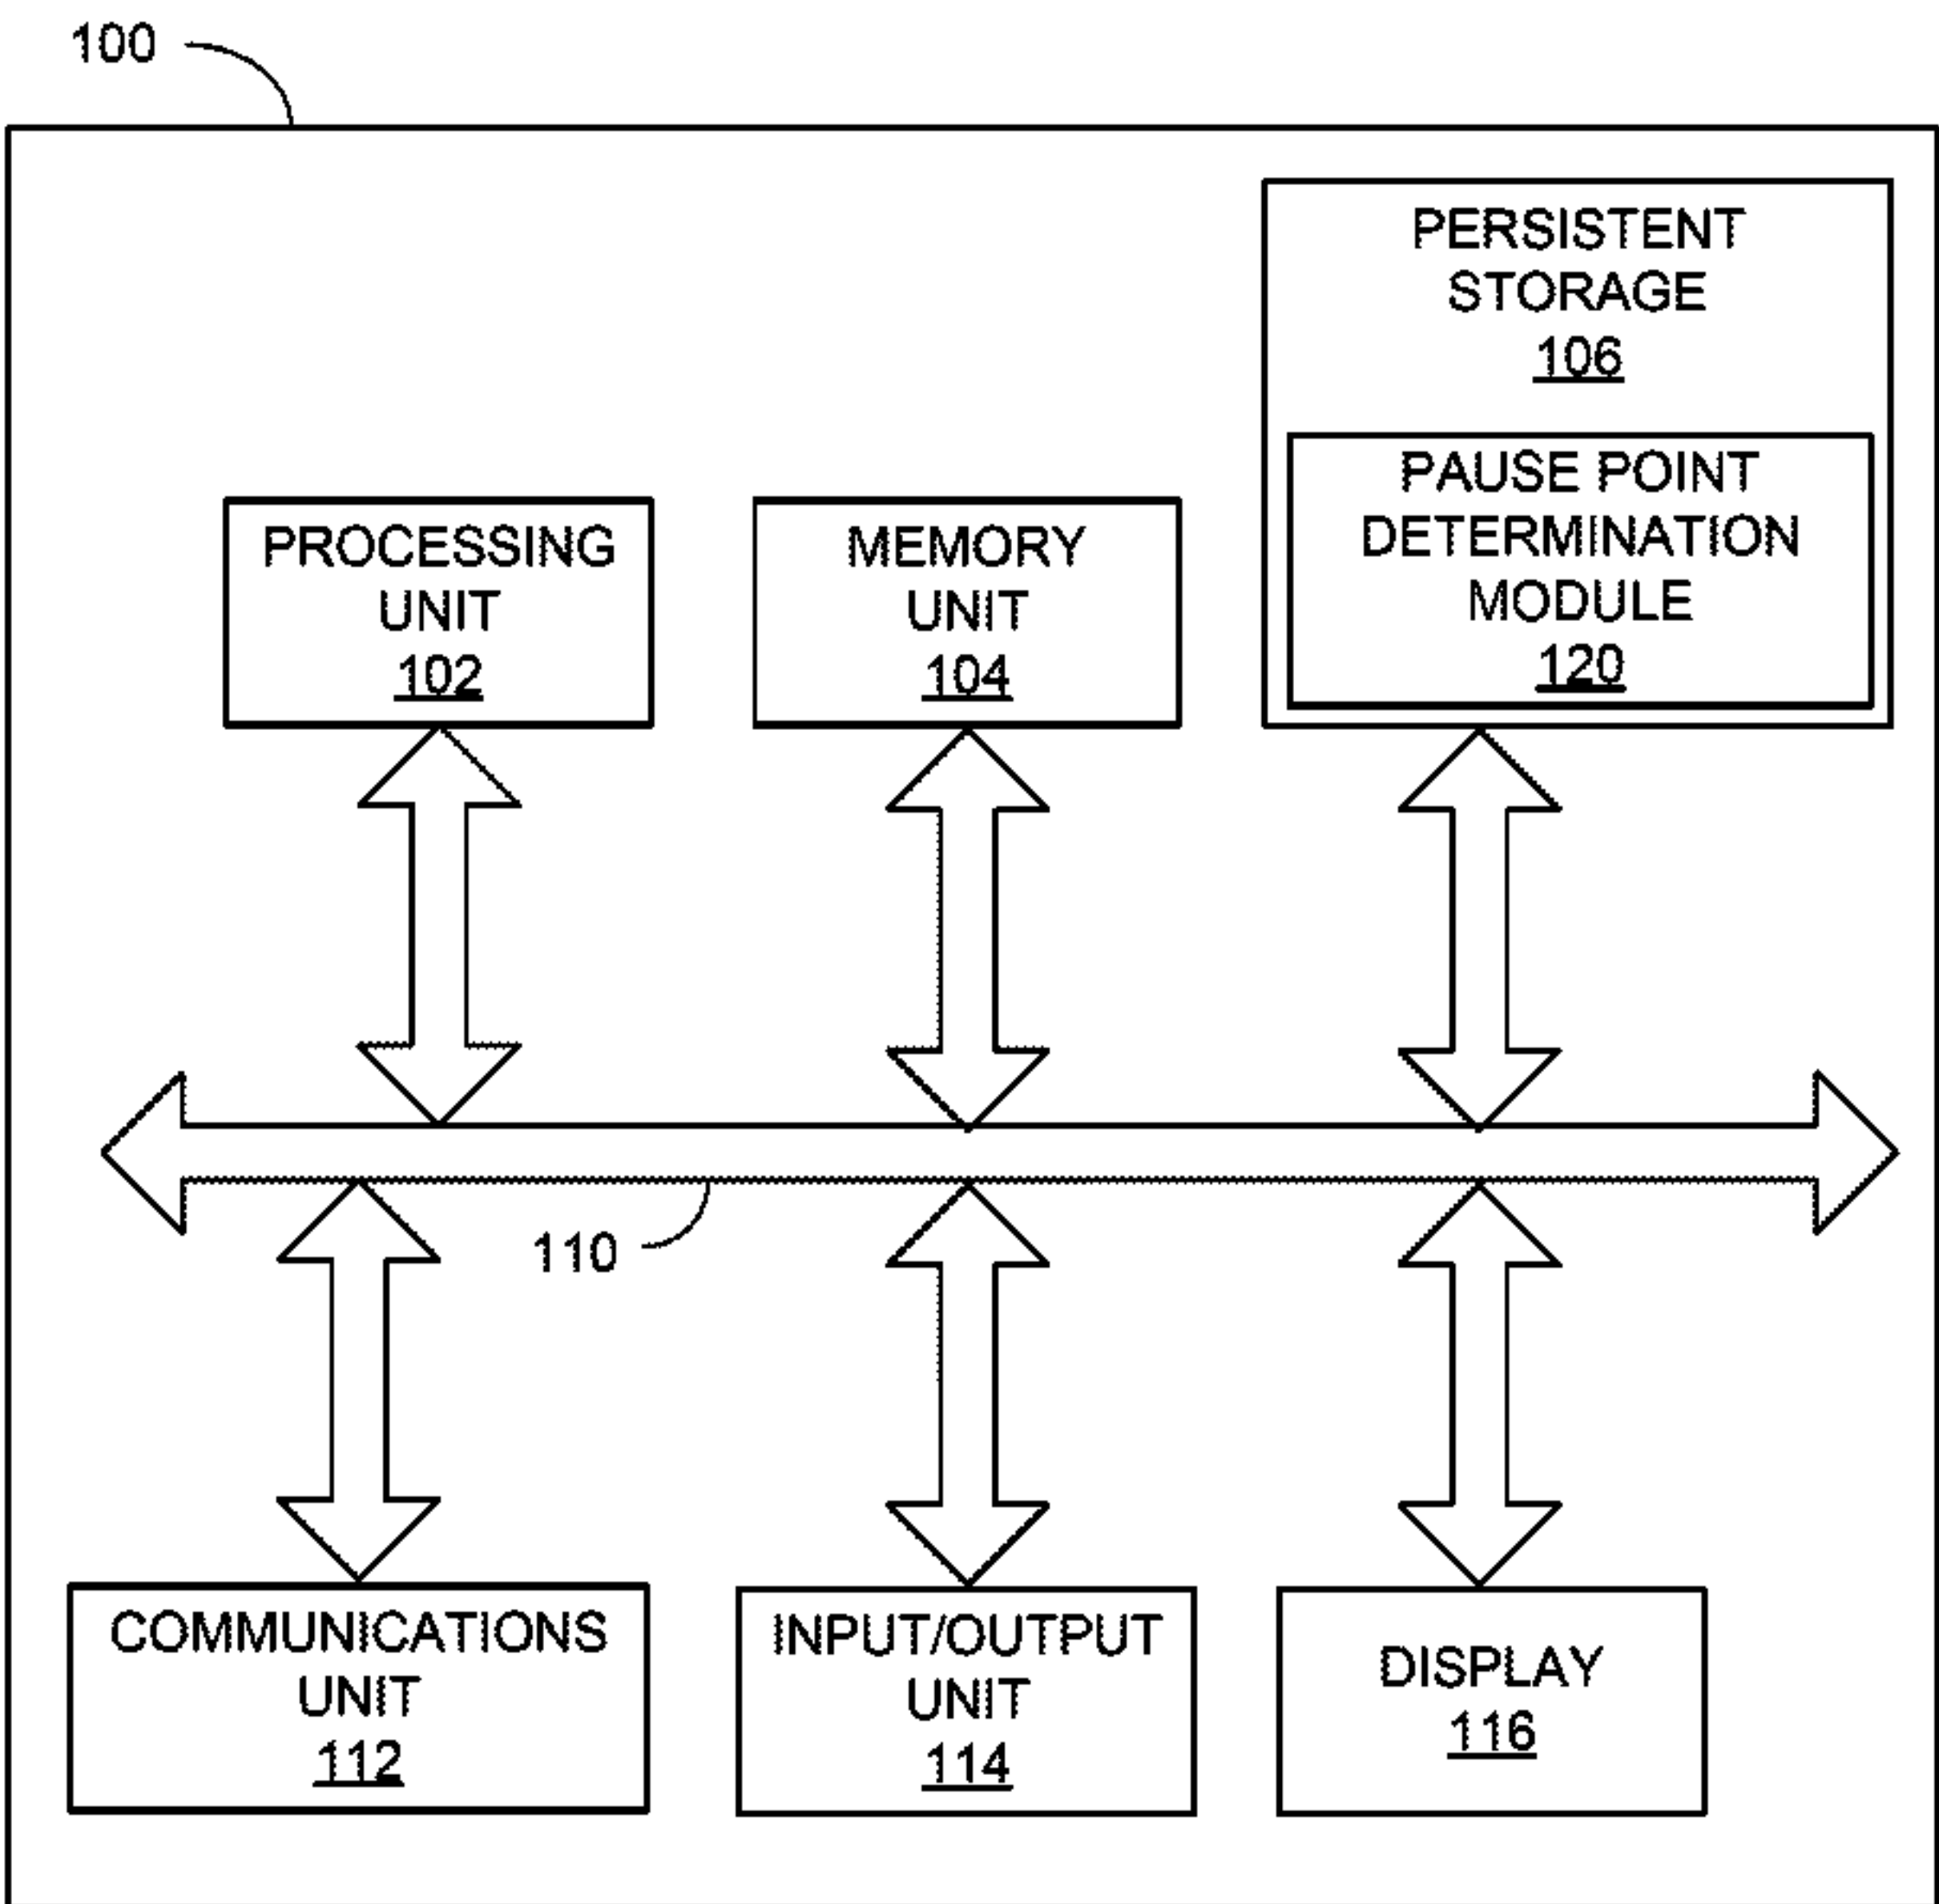 100
PERSISTENT
STORAGE
106
PAUSE POINT
DETERMINATION
MODULE
120
PROCESSING
UNIT
102
MEMORY
UNIT
104
110
COMMUNICATIONS
UNIT
112
INPUT/OUTPUT
UNIT
114
DISPLAY
116